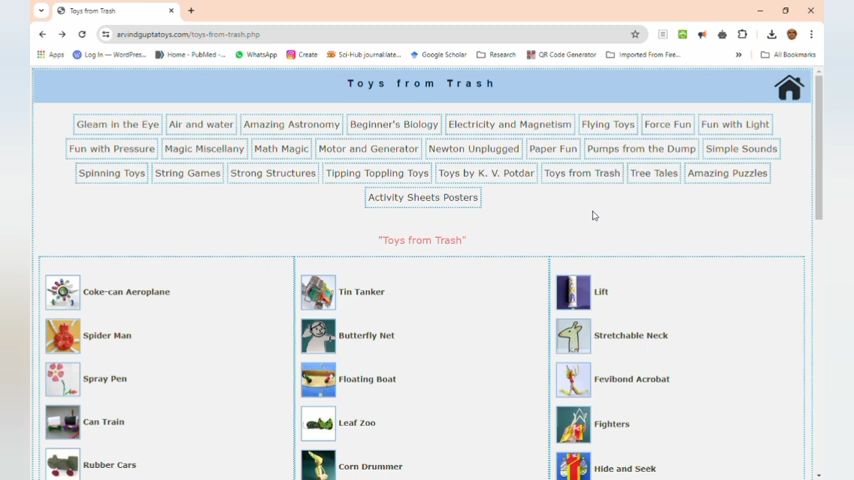 Toys from Trash
arvindguptatoys.com/toys-from-trash.php
Apps
Log In — WordPres...
Home - PubMed -...
WhatsApp
Create
Sci-Hub journal/ate...
Google Scholar
Research
QR Code Generator
Imported From Fee...
All Bookmarks
Toys from Trash
Gleam in the Eye Air and water Amazing Astronomy Beginner's Biology Electricity and Magnetism Flying Toys Force Fun Fun with Light
Fun with Pressure Magic Miscellany Math Magic Motor and Generator Newton Unplugged Paper Fun Pumps from the Dump Simple Sounds
Spinning Toys String Games Strong Structures Tipping Toppling Toys Toys by K. V. Potdar Toys from Trash Tree Tales Amazing Puzzles
Activity Sheets Posters
"Toys from Trash"
Coke-can Aeroplane Tin Tanker Lift
Spider Man Butterfly Net Stretchable Neck
Spray Pen Floating Boat Fevibond Acrobat
Can Train Leaf Zoo Fighters
Rubber Cars Corn Drummer Hide and Seek